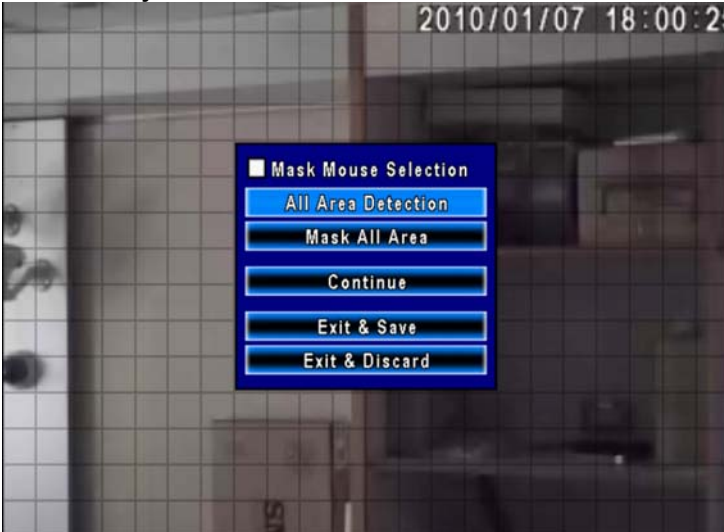 2010/01/07 18:00:2
Mask Mouse Selection
All Area Detection
Mask All Area
Continue
Exit & Save
Exit & Discard